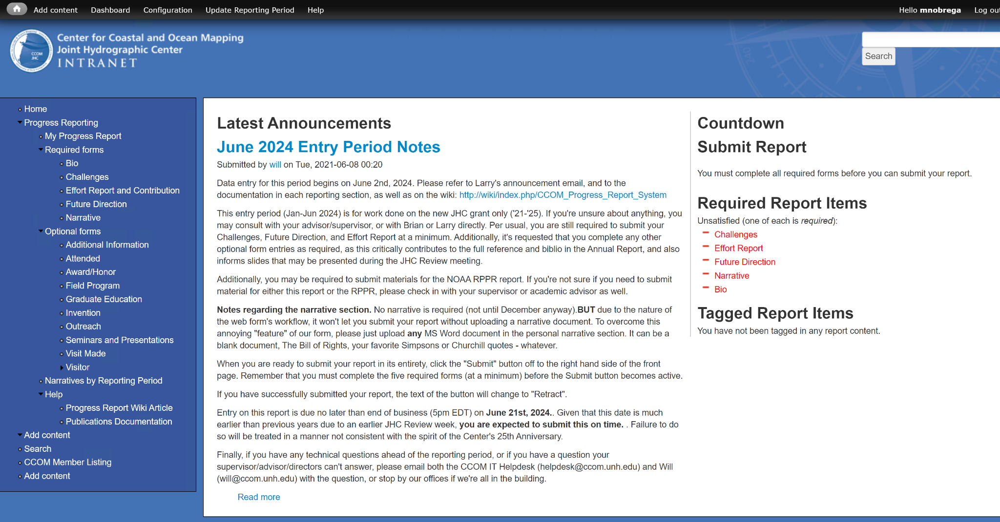 Add content Dashboard Configuration Update Reporting Period Help Hello mnobrega Log out
Center for Coastal and Ocean Mapping
Joint Hydrographic Center
INTRANET
CCOM
JHC
Search
Home
Progress Reporting
My Progress Report
Required forms
Bio
Challenges
Effort Report and Contribution
Future Direction
Narrative
Optional forms
Additional Information
Attended
Award/Honor
Field Program
Graduate Education
Invention
Outreach
Seminars and Presentations
Visit Made
Visitor
Narratives by Reporting Period
Help
Progress Report Wiki Article
Publications Documentation
Add content
Search
CCOM Member Listing
Add content
Latest Announcements
June 2024 Entry Period Notes
Submitted by will on Tue, 2021-06-08 00:20
Data entry for this period begins on June 2nd, 2024. Please refer to Larry's announcement email, and to the
documentation in each reporting section, as well as on the wiki: http://wiki/index.php/CCOM_Progress_Report_System
This entry period (Jan-Jun 2024) is for work done on the new JHC grant only ('21-'25). If you're unsure about anything, you
may consult with your advisor/supervisor, or with Brian or Larry directly. Per usual, you are still required to submit your
Challenges, Future Direction, and Effort Report at a minimum. Additionally, it's requested that you complete any other
optional form entries as required, as this critically contributes to the full reference and biblio in the Annual Report, and also
informs slides that may be presented during the JHC Review meeting.
Additionally, you may be required to submit materials for the NOAA RPPR report. If you're not sure if you need to submit
material for either this report or the RPPR, please check in with your supervisor or academic advisor as well.
Notes regarding the narrative section. No narrative is required (not until December anyway).BUT due to the nature of
the web form's workflow, it won't let you submit your report without uploading a narrative document. To overcome this
annoying "feature" of our form, please just upload any MS Word document in the personal narrative section. It can be a
blank document, The Bill of Rights, your favorite Simpsons or Churchill quotes - whatever.
When you are ready to submit your report in its entirety, click the "Submit" button off to the right hand side of the front
page. Remember that you must complete the five required forms (at a minimum) before the Submit button becomes active.
If you have successfully submitted your report, the text of the button will change to "Retract".
Entry on this report is due no later than end of business (5pm EDT) on June 21st, 2024.. Given that this date is much
earlier than previous years due to an earlier JHC Review week, you are expected to submit this on time. . Failure to do
so will be treated in a manner not consistent with the spirit of the Center's 25th Anniversary.
Finally, if you have any technical questions ahead of the reporting period, or if you have a question your
supervisor/advisor/directors can't answer, please email both the CCOM IT Helpdesk (helpdesk@ccom.unh.edu) and Will
(will@ccom.unh.edu) with the question, or stop by our offices if we're all in the building.
Read more
Countdown
Submit Report
You must complete all required forms before you can submit your report.
Required Report Items
Unsatisfied (one of each is required):
Challenges
Effort Report
Future Direction
Narrative
Bio
Tagged Report Items
You have not been tagged in any report content.